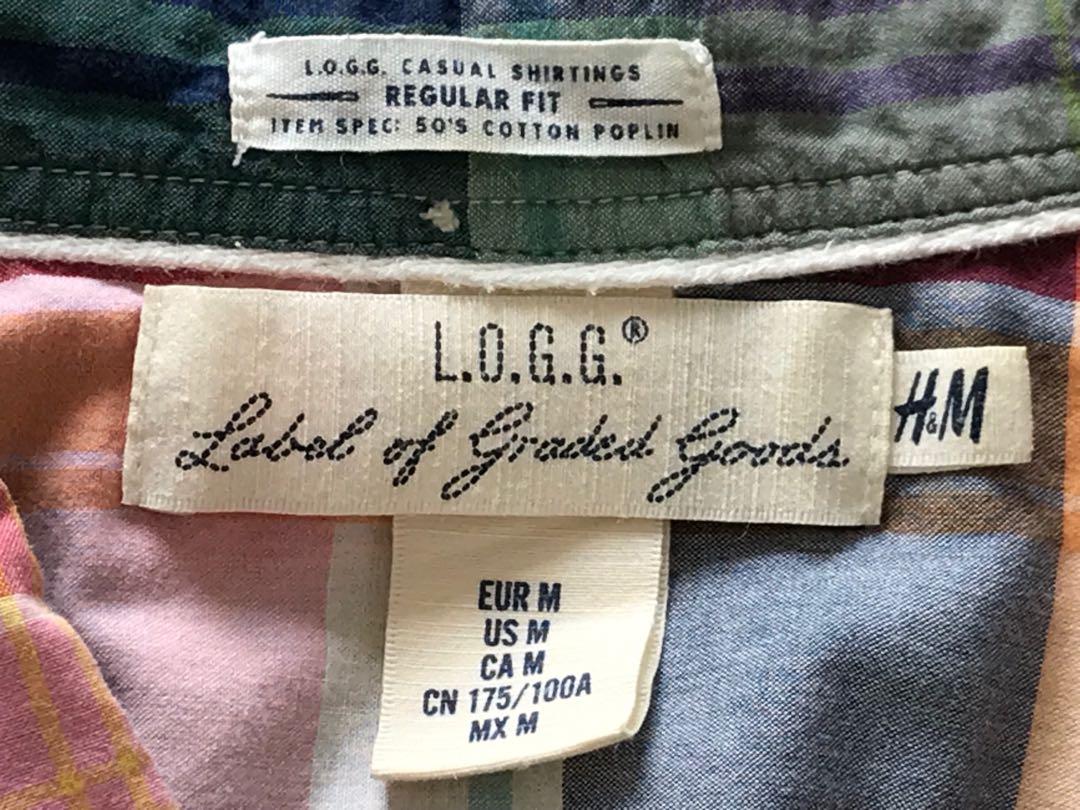 L.O.G.G. CASUAL SHIRTINGS
REGULAR FIT
ITEM SPEC: 50'S COTTON POPLIN
L.O.G.G.®
Label of Graded Goods
H&M
EUR M
US M
CA M
CN 175/100A
MX M